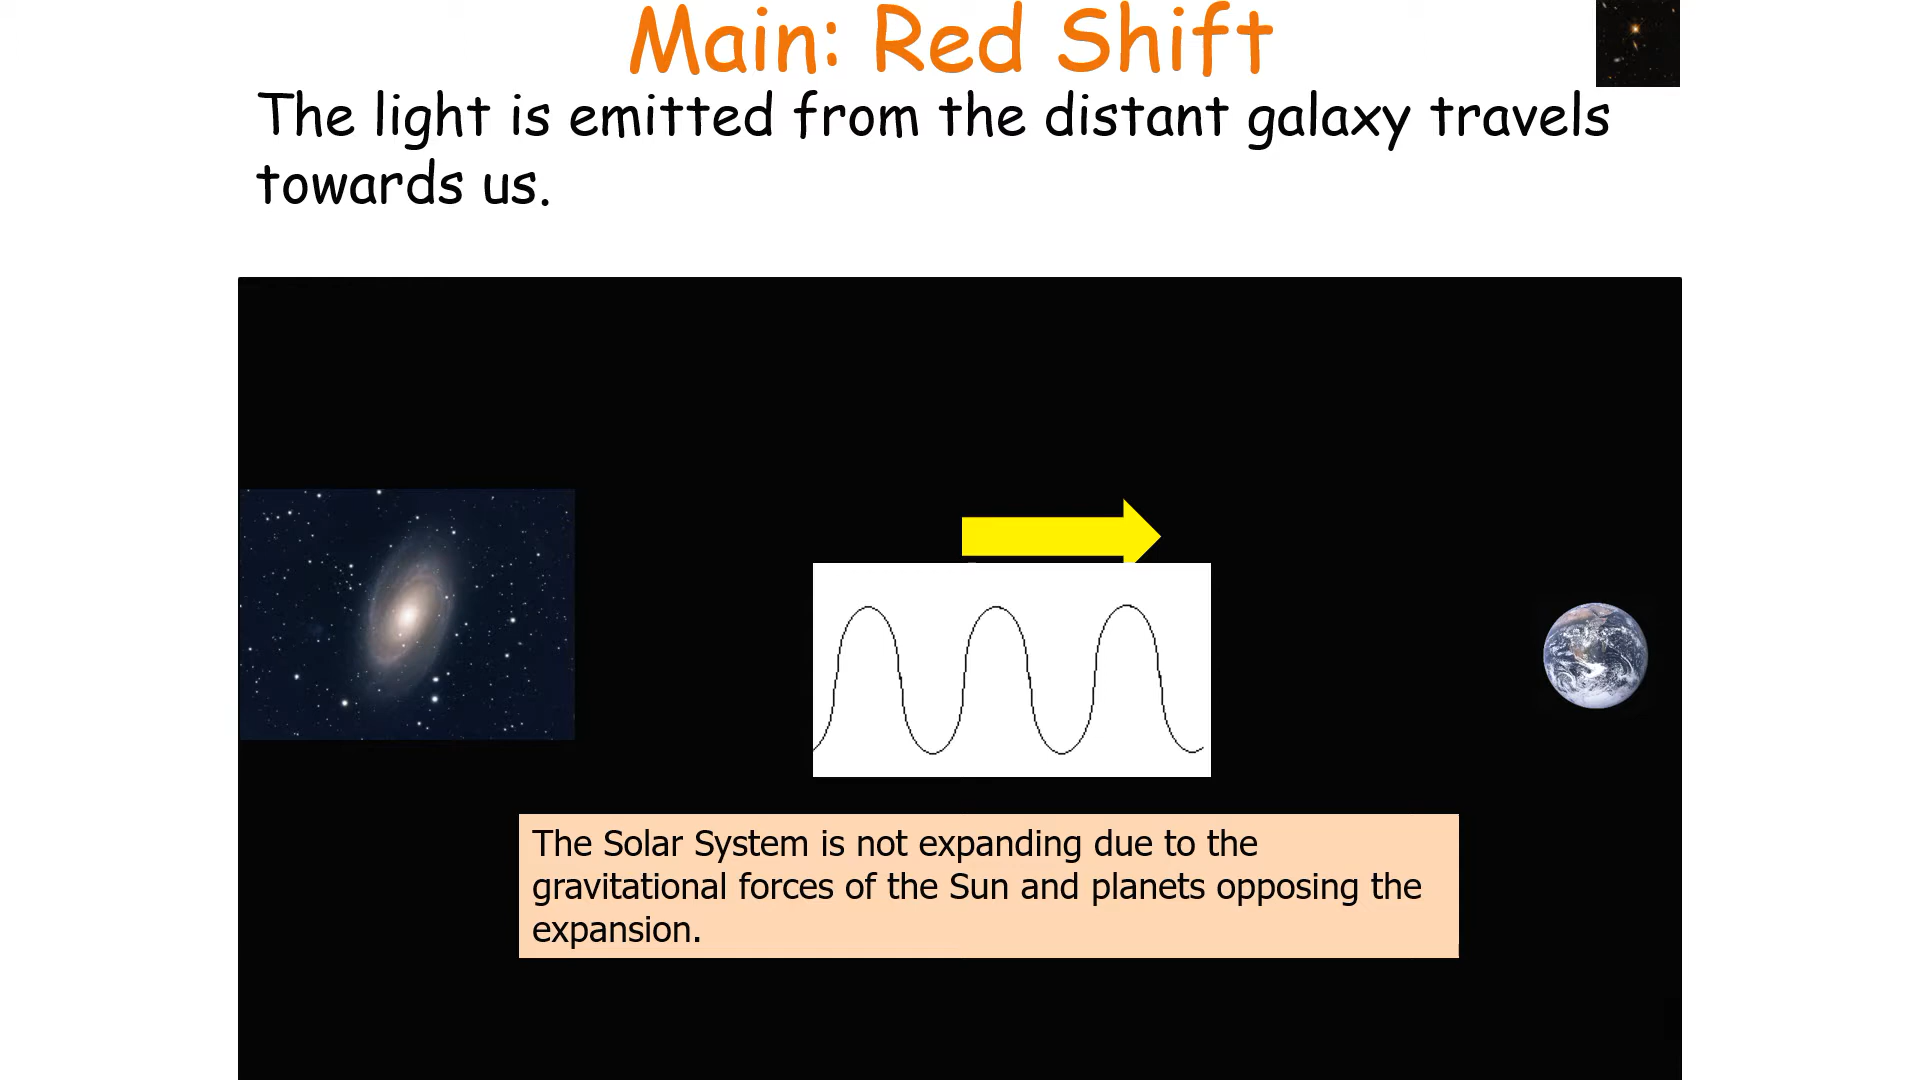 Main: Red Shift
The light is emitted from the distant galaxy travels
towards us.
The Solar System is not expanding due to the
gravitational forces of the Sun and planets opposing the
expansion.